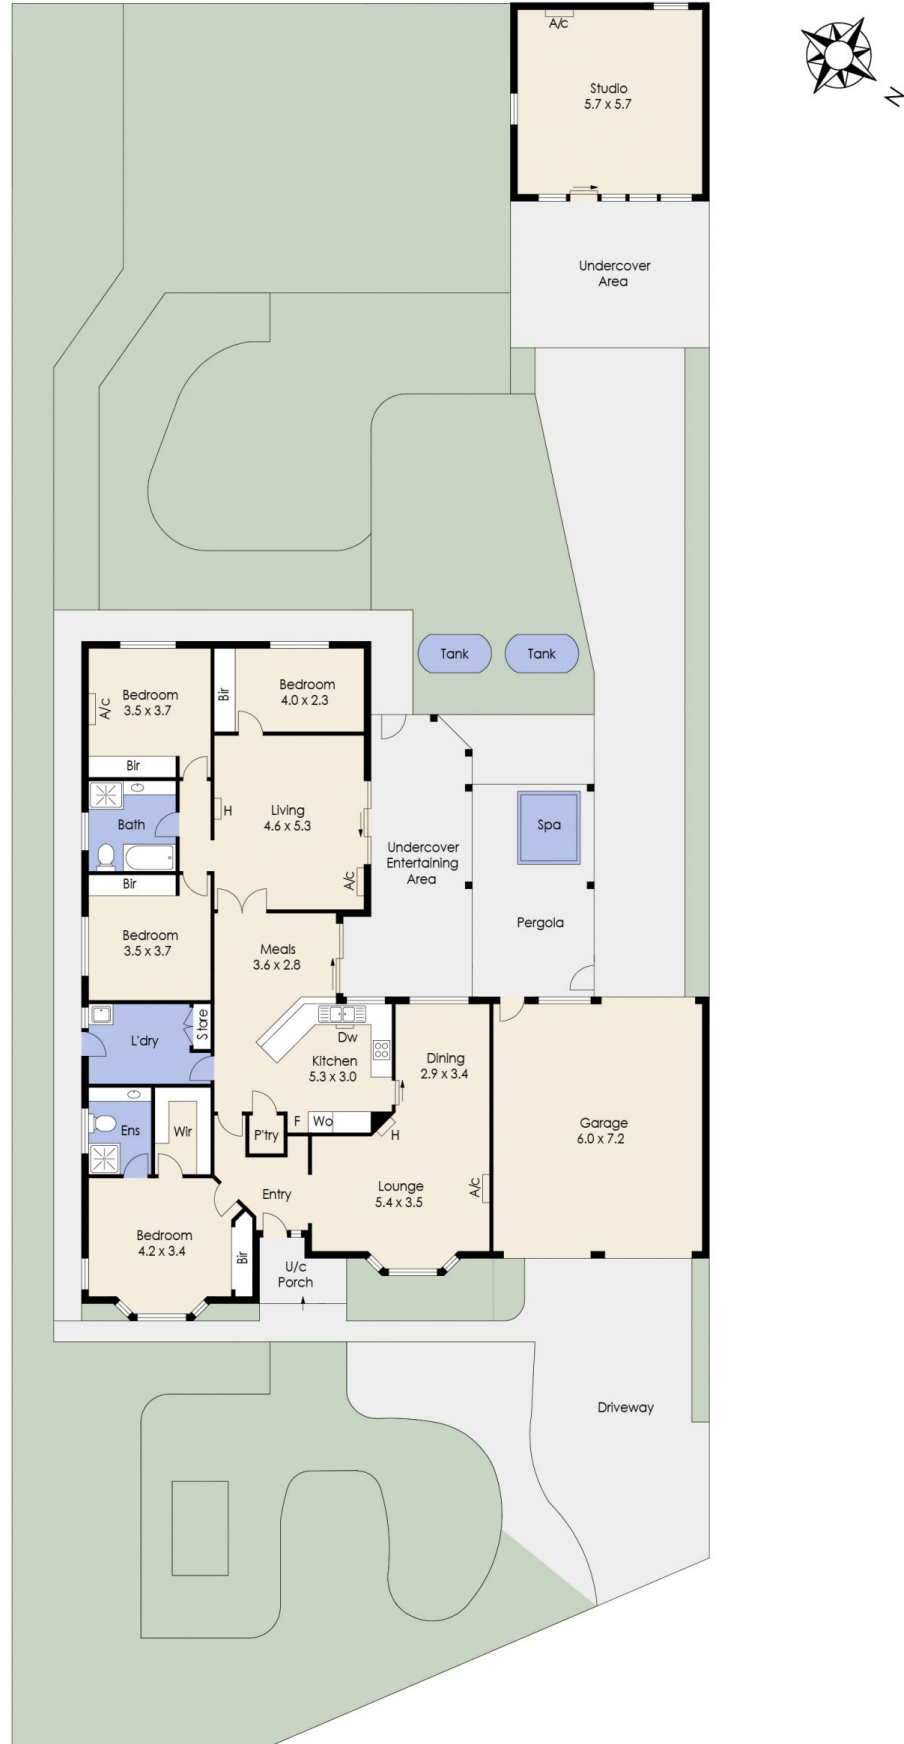 A/c
Studio
5.7 x 5.7
N
Undercover
Area
Tank
Tank
Bedroom
3.5 x 3.7
A/c
Bir
Bir
Bedroom
4.0 x 2.3
Bath
H
Living
4.6 x 5.3
A/c
Undercover
Entertaining
Area
Spa
Pergola
Bir
Bedroom
3.5 x 3.7
Meals
3.6 x 2.8
L'dry
Store
Dw
Kitchen
5.3 x 3.0
Dining
2.9 x 3.4
F
Wo
P'try
H
Garage
6.0 x 7.2
Ens
Wir
Entry
Lounge
5.4 x 3.5
A/c
Bedroom
4.2 x 3.4
Bir
U/c
Porch
Driveway